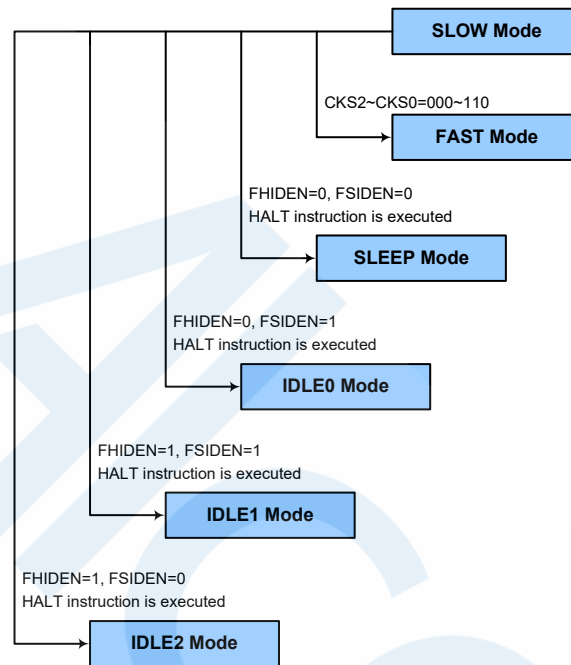 SLOW Mode
CKS2~CKS0=000~110
FAST Mode
FHIDEN=0, FSIDEN=0
HALT instruction is executed
SLEEP Mode
FHIDEN=0, FSIDEN=1
HALT instruction is executed
IDLE0 Mode
FHIDEN=1, FSIDEN=1
HALT instruction is executed
IDLE1 Mode
FHIDEN=1, FSIDEN=0
HALT instruction is executed
IDLE2 Mode